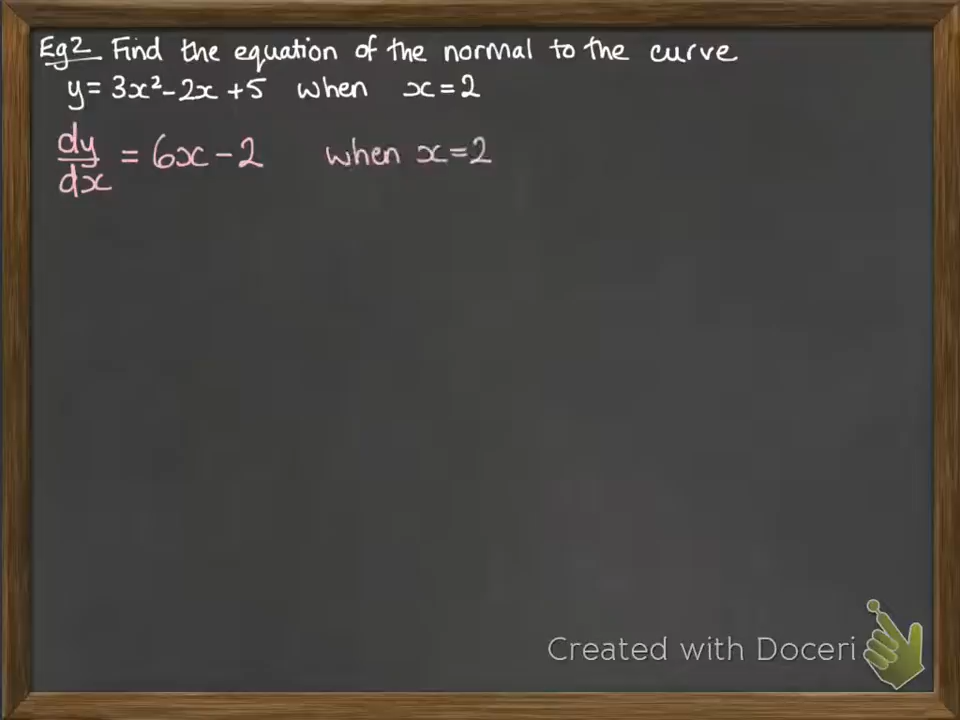 Eg2 Find the equation of the normal to the curve
y = 3x² - 2x + 5 when x = 2
dy/dx = 6x - 2 when x = 2
Created with Doceri